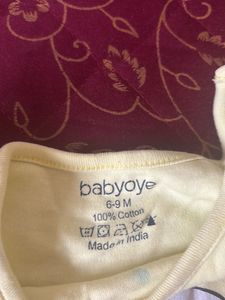 babyoye
6-9 M
100% Cotton
Made in India